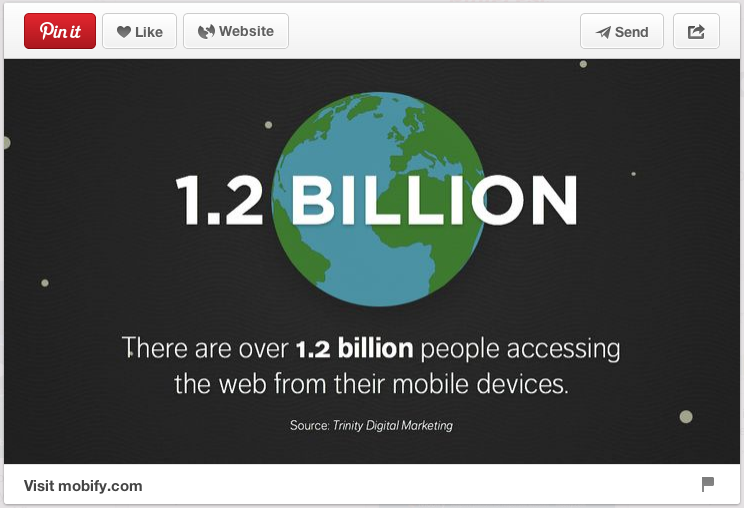 Pin it Like Website Send
1.2 BILLION
There are over 1.2 billion people accessing
the web from their mobile devices.
Source: Trinity Digital Marketing
Visit mobify.com